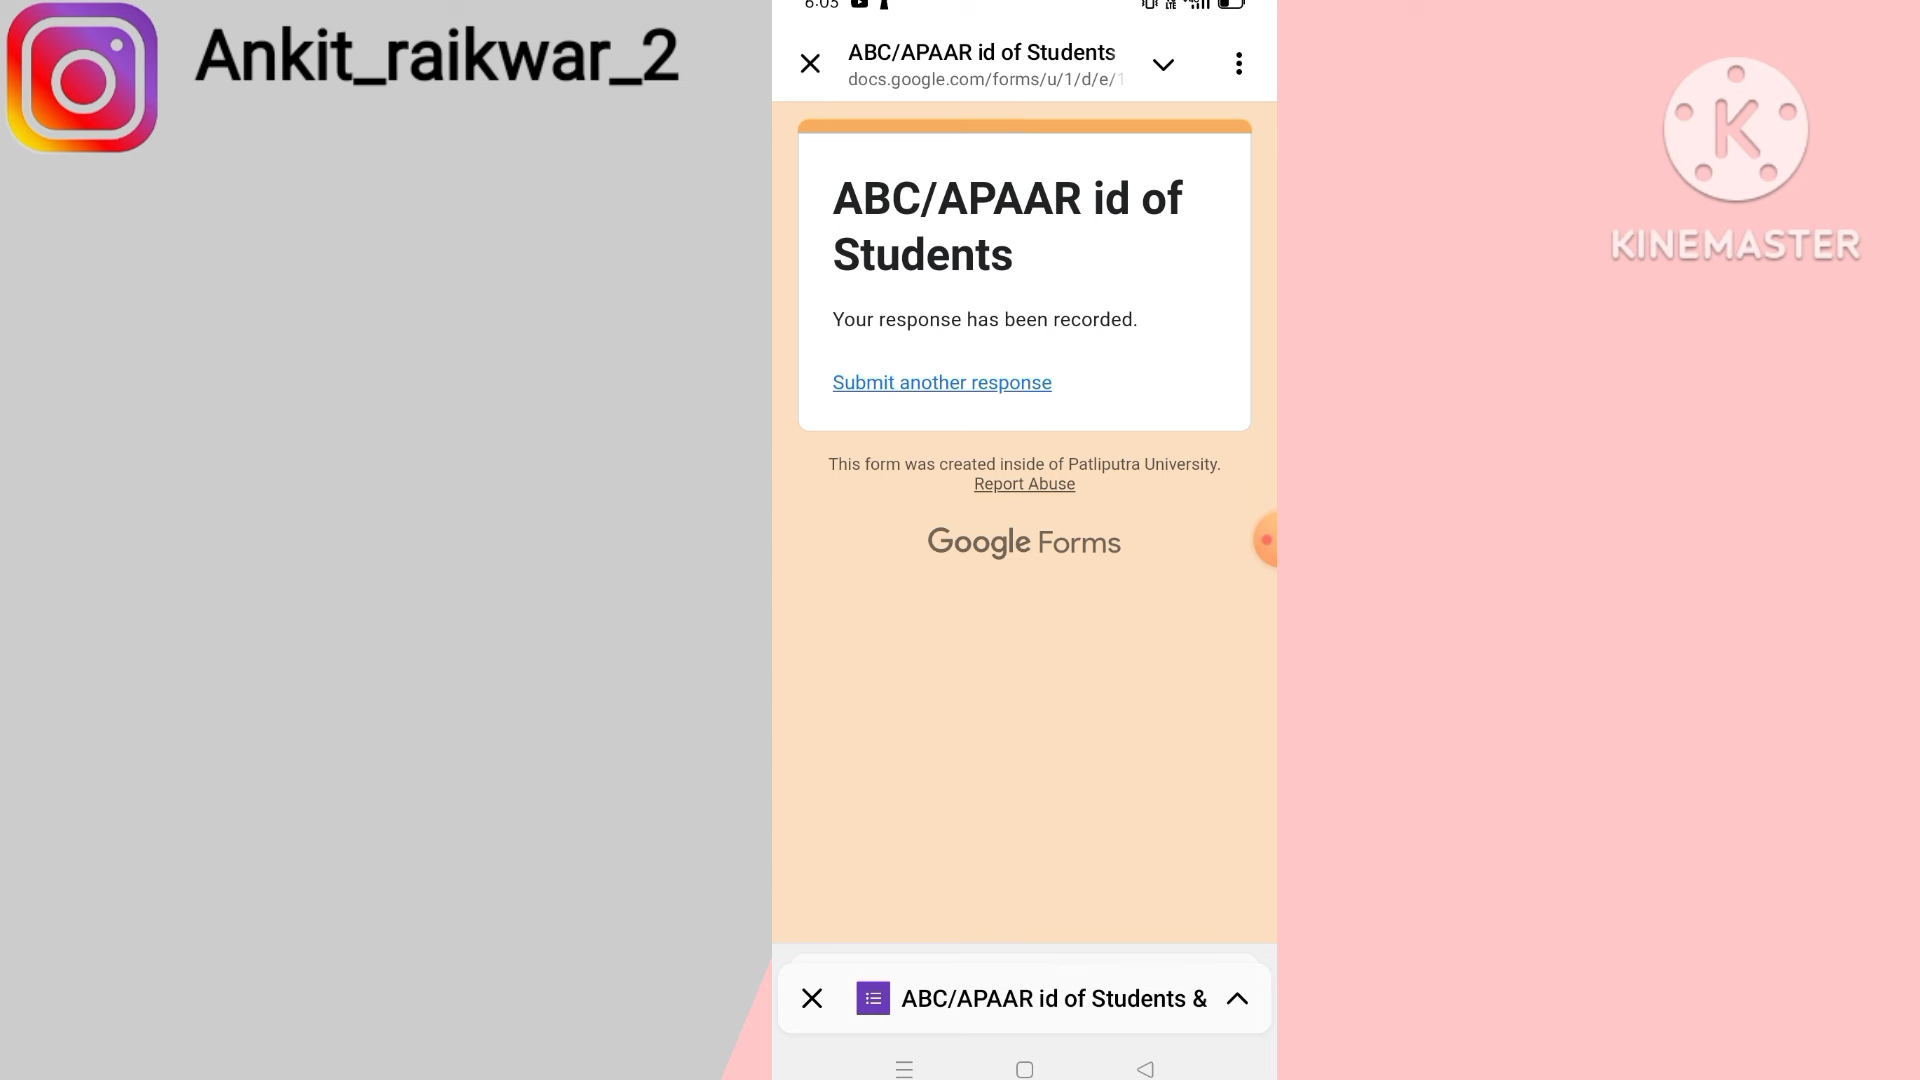 Ankit_raikwar_2
ABC/APAAR id of Students
docs.google.com/forms/u/1/d/e/1
K
KINEMASTER
ABC/APAAR id of
Students
Your response has been recorded.
Submit another response
This form was created inside of Patliputra University.
Report Abuse
Google Forms
ABC/APAAR id of Students &